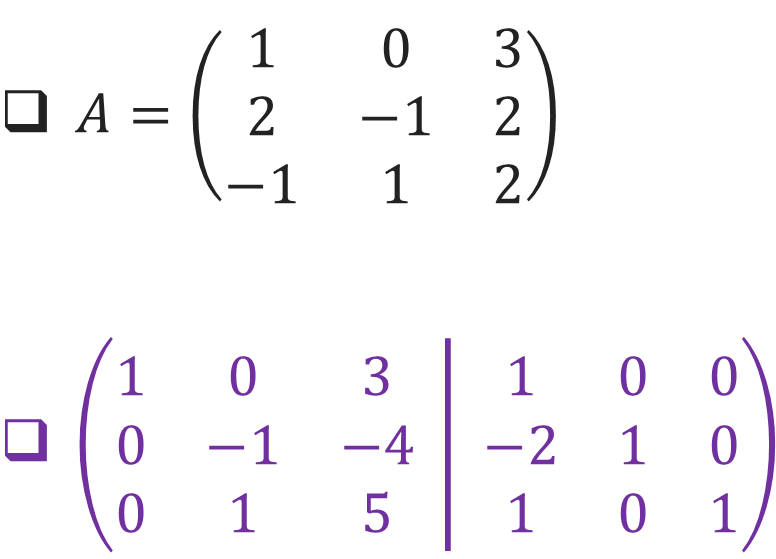 ❑ A = ( 1 0 3
2 −1 2
−1 1 2 )
❑ ( 1 0 3 | 1 0 0
0 −1 −4 | −2 1 0
0 1 5 | 1 0 1 )